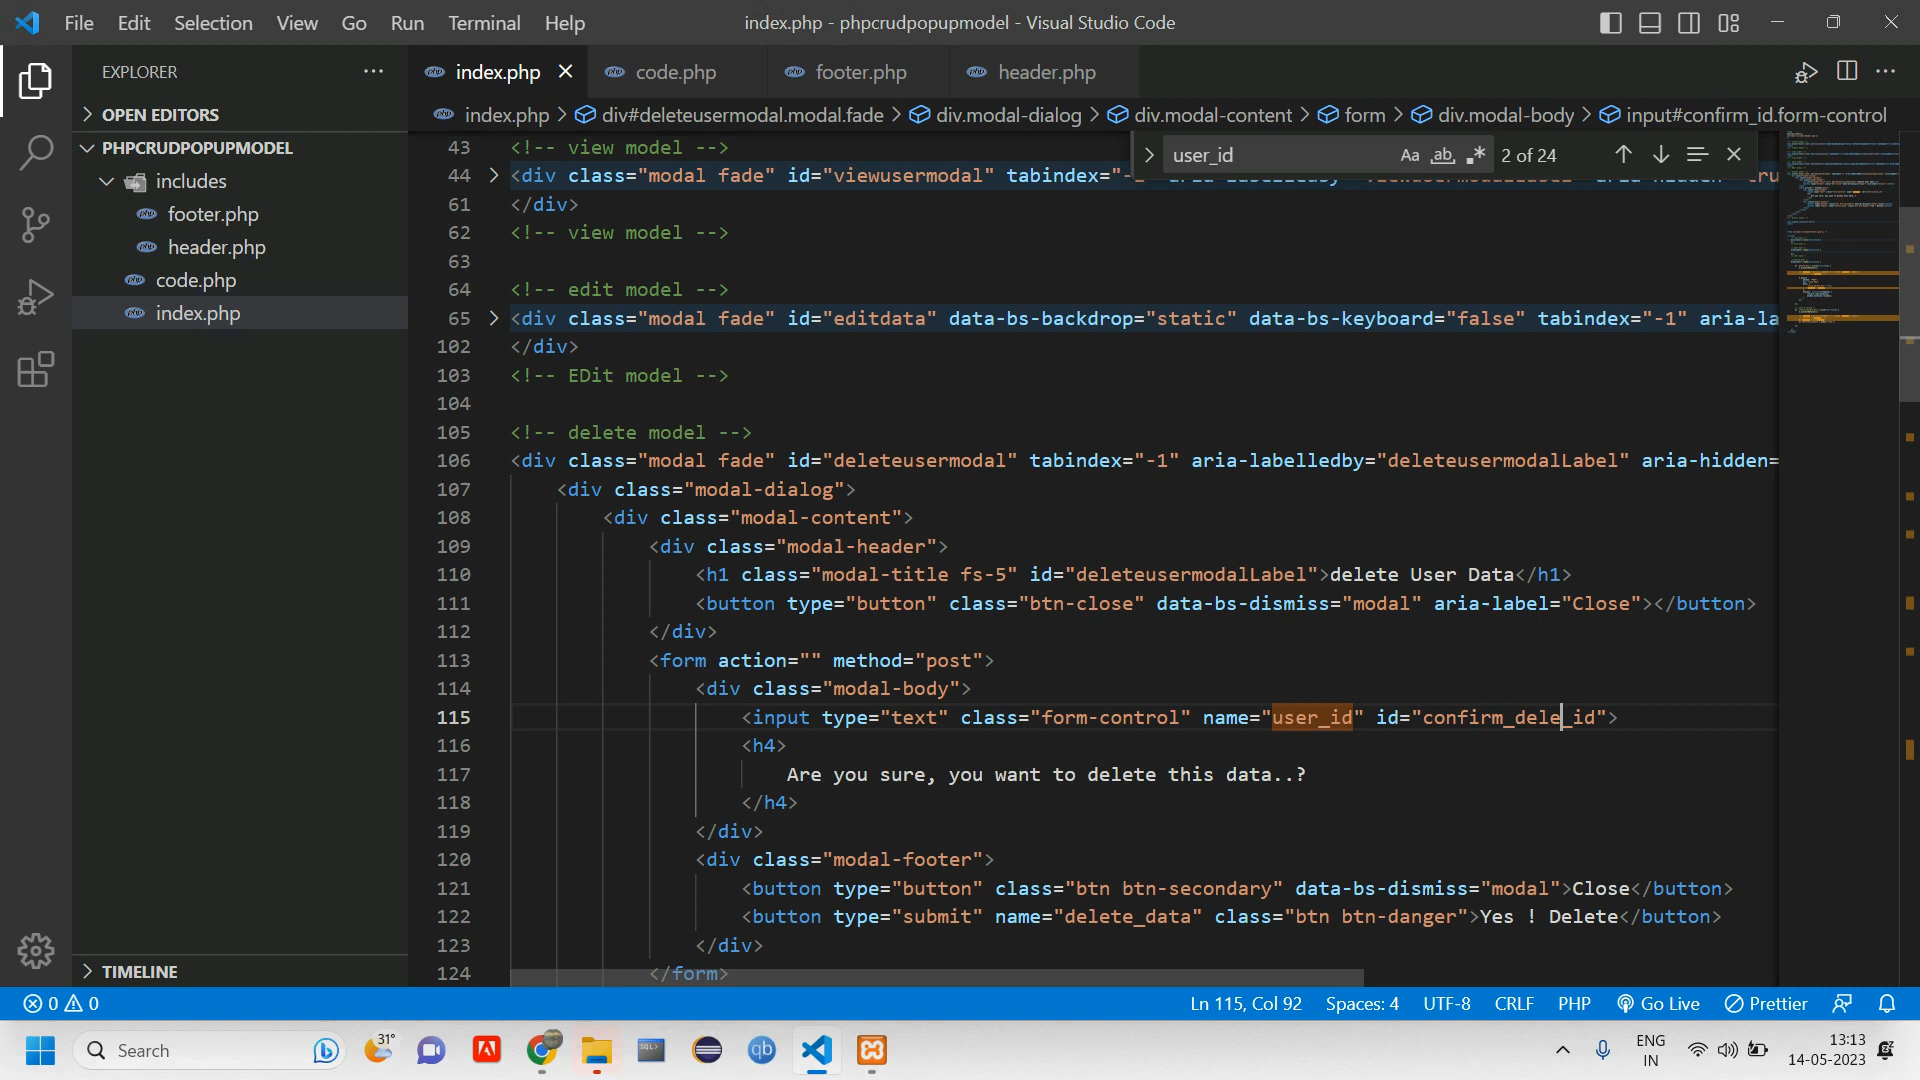 File Edit Selection View Go Run Terminal Help
index.php - phpcrudpopupmodel - Visual Studio Code
EXPLORER
index.php
code.php
footer.php
header.php
OPEN EDITORS
PHPCRUDPOPUPMODEL
includes
footer.php
header.php
code.php
index.php
TIMELINE
index.php > div#deleteusermodal.modal.fade > div.modal-dialog > div.modal-content > form > div.modal-body > input#confirm_id.form-control
user_id Aa ab 2 of 24
43 <!-- view model -->
44 <div class="modal fade" id="viewusermodal" tabindex="-
61 </div>
62 <!-- view model -->
63
64 <!-- edit model -->
65 <div class="modal fade" id="editdata" data-bs-backdrop="static" data-bs-keyboard="false" tabindex="-1" aria-la
102 </div>
103 <!-- EDit model -->
104
105 <!-- delete model -->
106 <div class="modal fade" id="deleteusermodal" tabindex="-1" aria-labelledby="deleteusermodalLabel" aria-hidden=
107 <div class="modal-dialog">
108 <div class="modal-content">
109 <div class="modal-header">
110 <h1 class="modal-title fs-5" id="deleteusermodalLabel">delete User Data</h1>
111 <button type="button" class="btn-close" data-bs-dismiss="modal" aria-label="Close"></button>
112 </div>
113 <form action="" method="post">
114 <div class="modal-body">
115 <input type="text" class="form-control" name="user_id" id="confirm_dele_id">
116 <h4>
117 Are you sure, you want to delete this data..?
118 </h4>
119 </div>
120 <div class="modal-footer">
121 <button type="button" class="btn btn-secondary" data-bs-dismiss="modal">Close</button>
122 <button type="submit" name="delete_data" class="btn btn-danger">Yes ! Delete</button>
123 </div>
124 </form>
0 0
Ln 115, Col 92 Spaces: 4 UTF-8 CRLF PHP Go Live Prettier
Search
31°
SQL>
qb
ENG
IN
13:13
14-05-2023